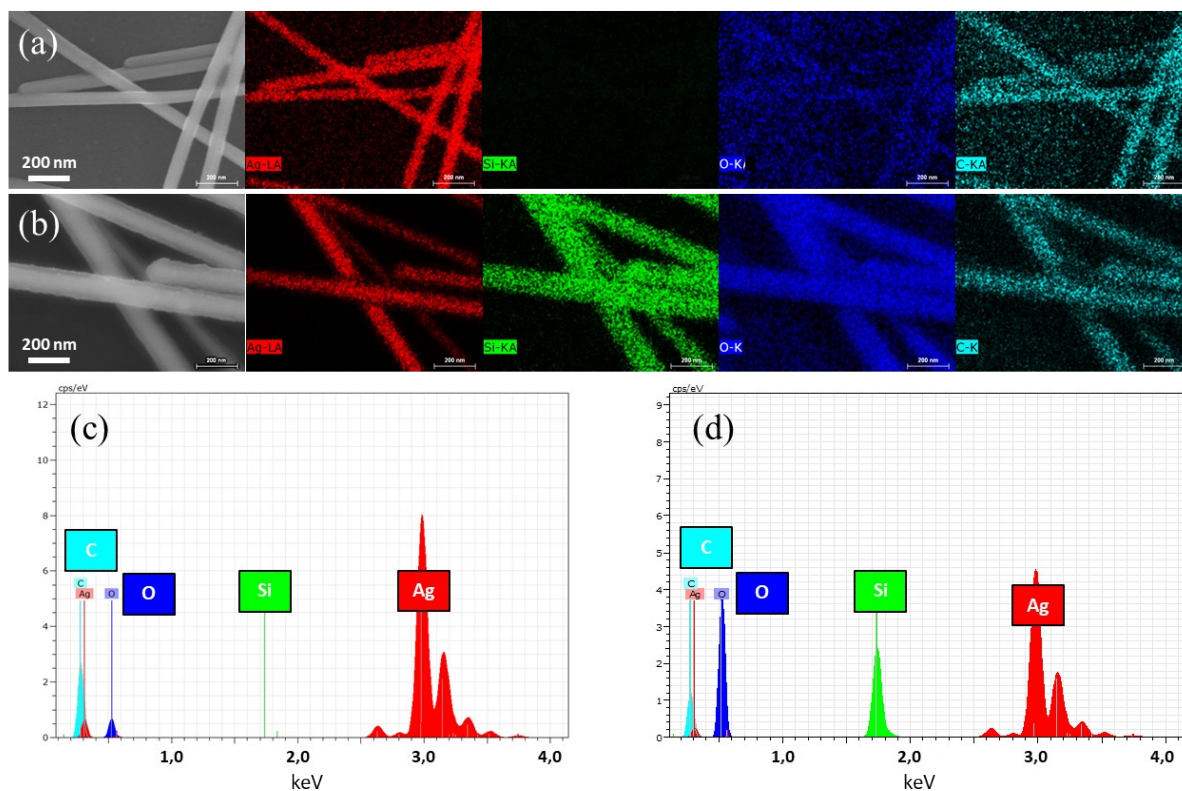 (a)
200 nm
200 nm
Ag-LA
200 nm
Si-KA
200 nm
O-KA
200 nm
C-KA
200 nm
(b)
200 nm
200 nm
Ag-LA
200 nm
Si-KA
200 nm
O-K
200 nm
C-K
200 nm
cps/eV
(c)
12
10
8
6
4
2
0
C
O
Si
Ag
C
Ag
O
1,0
2,0
3,0
4,0
keV
cps/eV
(d)
9
8
7
6
5
4
3
2
1
0
C
O
Si
Ag
C
Ag
O
1,0
2,0
3,0
4,0
keV